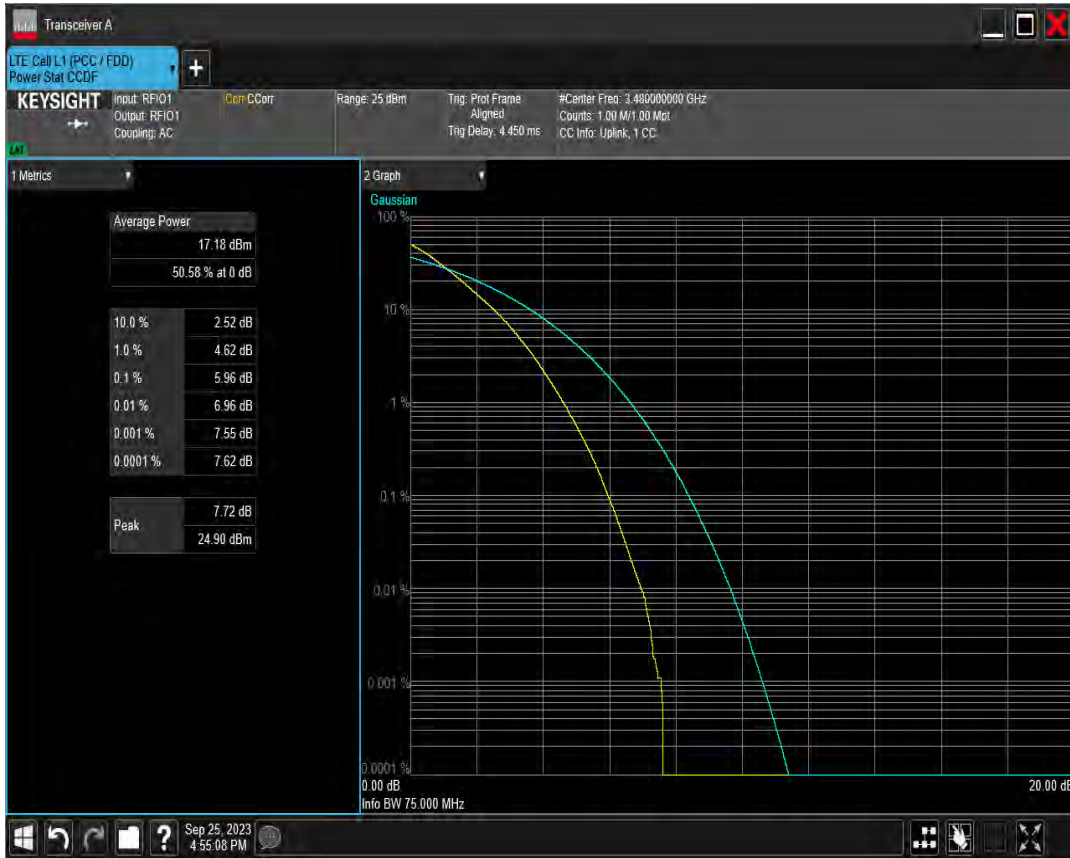 Transceiver A
LTE Cell L1 (PCC / FDD)
Power Stat CCDF
+
KEYSIGHT
Input: RFIO1
Output: RFIO1
Coupling: AC
Corr CCorr
Range: 25 dBm
Trig: Prot Frame
Aligned
Trig Delay: 4.450 ms
#Center Freq: 3.480000000 GHz
Counts: 1.00 M/1.00 Mpt
CC Info: Uplink, 1 CC
1 Metrics
Average Power
17.18 dBm
50.58 % at 0 dB
10.0 % 2.52 dB
1.0 % 4.62 dB
0.1 % 5.96 dB
0.01 % 6.96 dB
0.001 % 7.55 dB
0.0001 % 7.62 dB
Peak
7.72 dB
24.90 dBm
2 Graph
Gaussian
100 %
10 %
1 %
0.1 %
0.01 %
0.001 %
0.0001 %
0.00 dB
20.00 dB
Info BW 75.000 MHz
?
Sep 25, 2023
4:55:08 PM